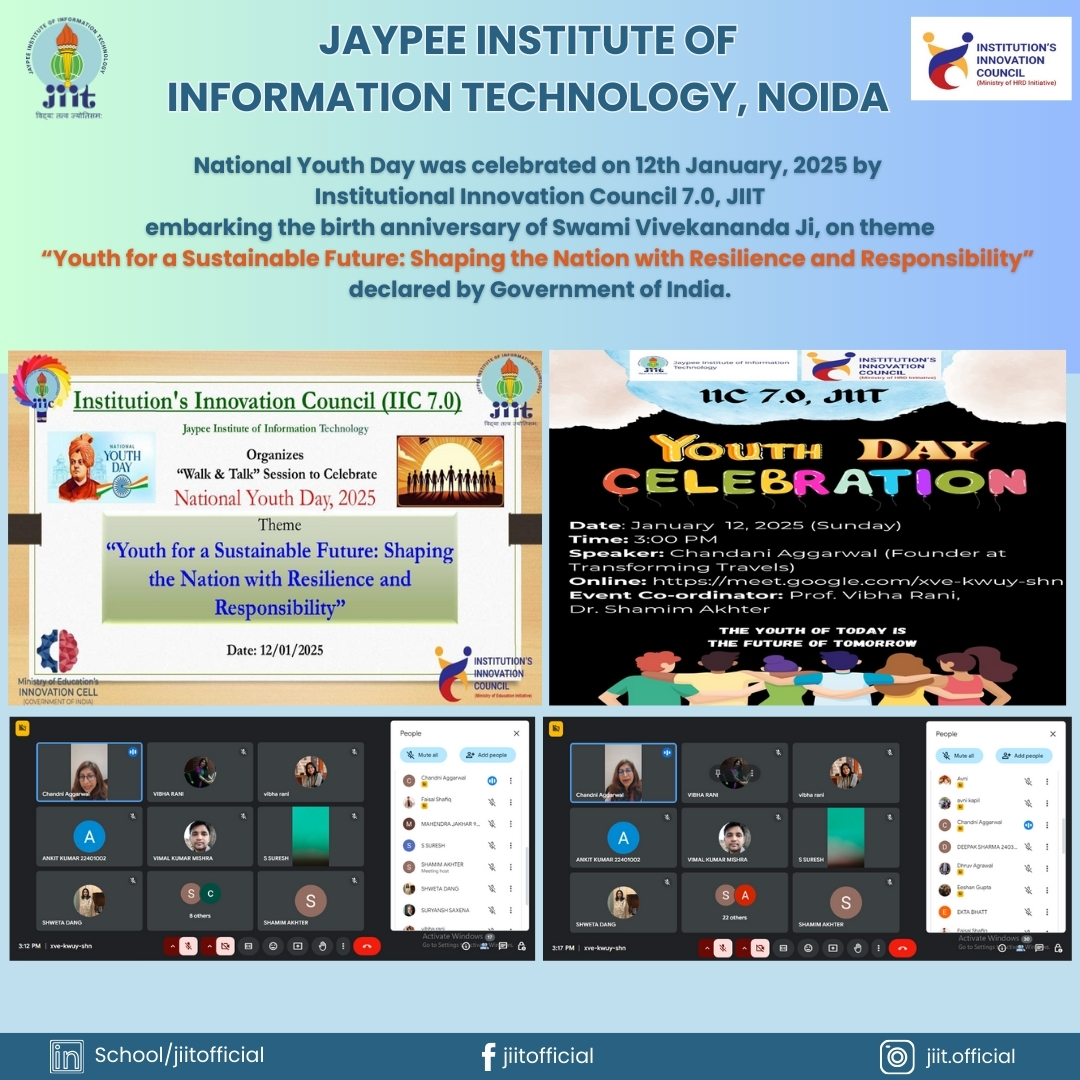 JAYPEE INSTITUTE OF INFORMATION TECHNOLOGY
jiit
विद्या तत्व ज्योतिसमः
JAYPEE INSTITUTE OF
INFORMATION TECHNOLOGY, NOIDA
INSTITUTION'S
INNOVATION
COUNCIL
(Ministry of HRD Initiative)
National Youth Day was celebrated on 12th January, 2025 by
Institutional Innovation Council 7.0, JIIT
embarking the birth anniversary of Swami Vivekananda Ji, on theme
“Youth for a Sustainable Future: Shaping the Nation with Resilience and Responsibility”
declared by Government of India.
Institution's Innovation Council (IIC 7.0)
jiit
Jaypee Institute of Information Technology
Organizes
“Walk & Talk” Session to Celebrate
National Youth Day, 2025
NATIONAL
YOUTH
DAY
Theme
“Youth for a Sustainable Future: Shaping
the Nation with Resilience and
Responsibility”
Date: 12/01/2025
Ministry of Education's
INNOVATION CELL
(GOVERNMENT OF INDIA)
INSTITUTION'S
INNOVATION
COUNCIL
(Ministry of Education Initiative)
Jaypee Institute of Information
Technology
INSTITUTION'S
INNOVATION
COUNCIL
(Ministry of HRD Initiative)
IIC 7.0, JIIT
YOUTH DAY
CELEBRATION
Date: January 12, 2025 (Sunday)
Time: 3:00 PM
Speaker: Chandani Aggarwal (Founder at
Transforming Travels)
Online: https://meet.google.com/xve-kwuy-shn
Event Co-ordinator: Prof. Vibha Rani,
Dr. Shamim Akhter
THE YOUTH OF TODAY IS
THE FUTURE OF TOMORROW
Chandni Aggarwal
VIBHA RANI
vibha rani
A
ANKIT KUMAR 22401002
VIMAL KUMAR MISHRA
S SURESH
SHWETA DANG
S C
8 others
S
SHAMIM AKHTER
People
Mute all
Add people
C Chandni Aggarwal
Faisal Shafiq
M MAHENDRA JAKHAR 9...
S S SURESH
S SHAMIM AKHTER
Meeting host
SHWETA DANG
SURYANSH SAXENA
vibha rani
Activate Windows
3:12 PM | xve-kwuy-shn
17
Chandni Aggarwal
VIBHA RANI
vibha rani
A
ANKIT KUMAR 22401002
VIMAL KUMAR MISHRA
S SURESH
SHWETA DANG
S A
22 others
S
SHAMIM AKHTER
People
Mute all
Add people
Avni
avni kapil
C Chandni Aggarwal
D DEEPAK SHARMA 2403...
Dhruv Agrawal
Eeshan Gupta
E EKTA BHATT
Faisal Shafiq
Activate Windows
3:17 PM | xve-kwuy-shn
School/jiitofficial
jiitofficial
jiit.official